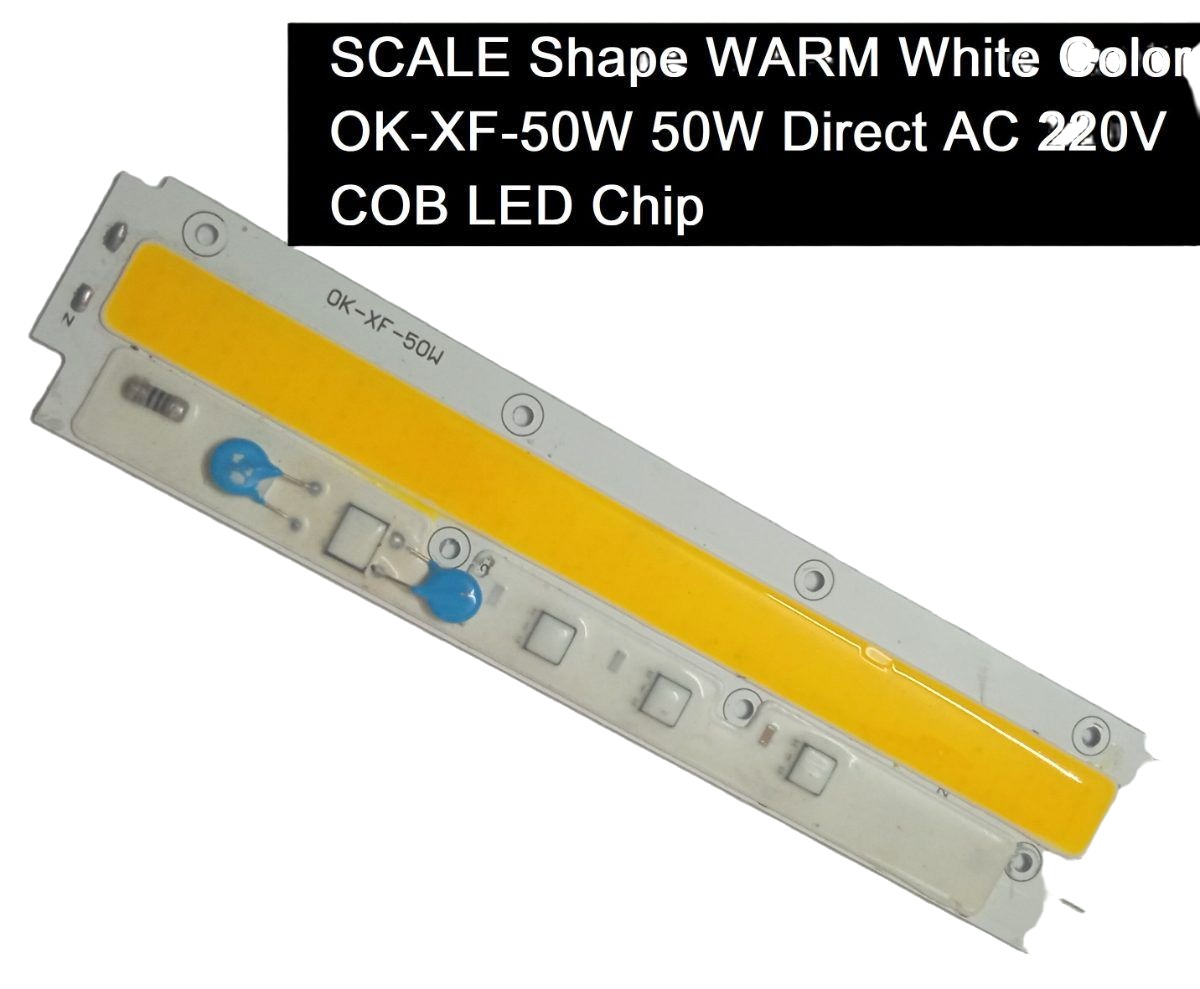 SCALE Shape WARM White Color
OK-XF-50W 50W Direct AC 220V
COB LED Chip
OK-XF-50W
N
N